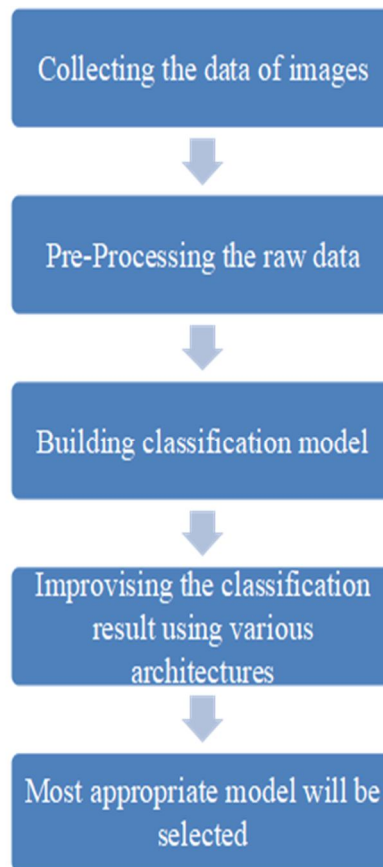 Collecting the data of images
Pre-Processing the raw data
Building classification model
Improvising the classification
result using various
architectures
Most appropriate model will be
selected